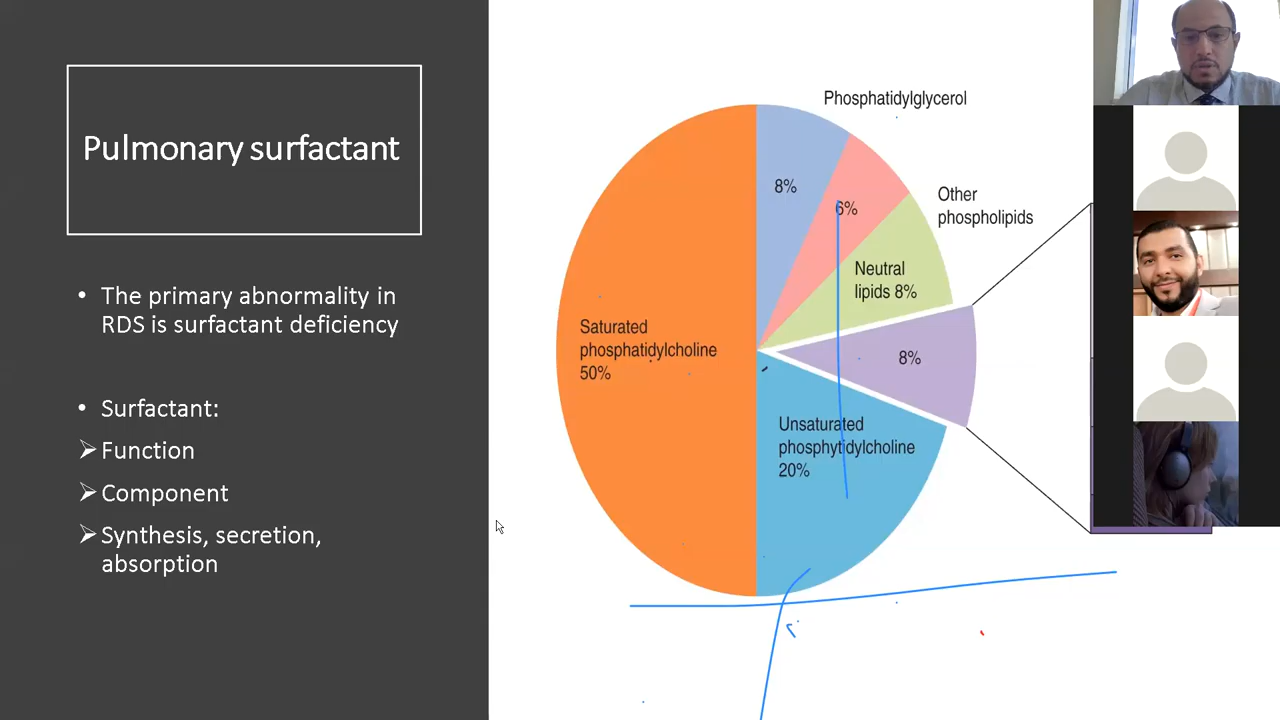 Pulmonary surfactant
• The primary abnormality in
RDS is surfactant deficiency
• Surfactant:
➢ Function
➢ Component
➢ Synthesis, secretion,
absorption
Phosphatidylglycerol
8%
6%
Other
phospholipids
Neutral
lipids 8%
Saturated
phosphatidylcholine
50%
8%
Unsaturated
phosphytidylcholine
20%